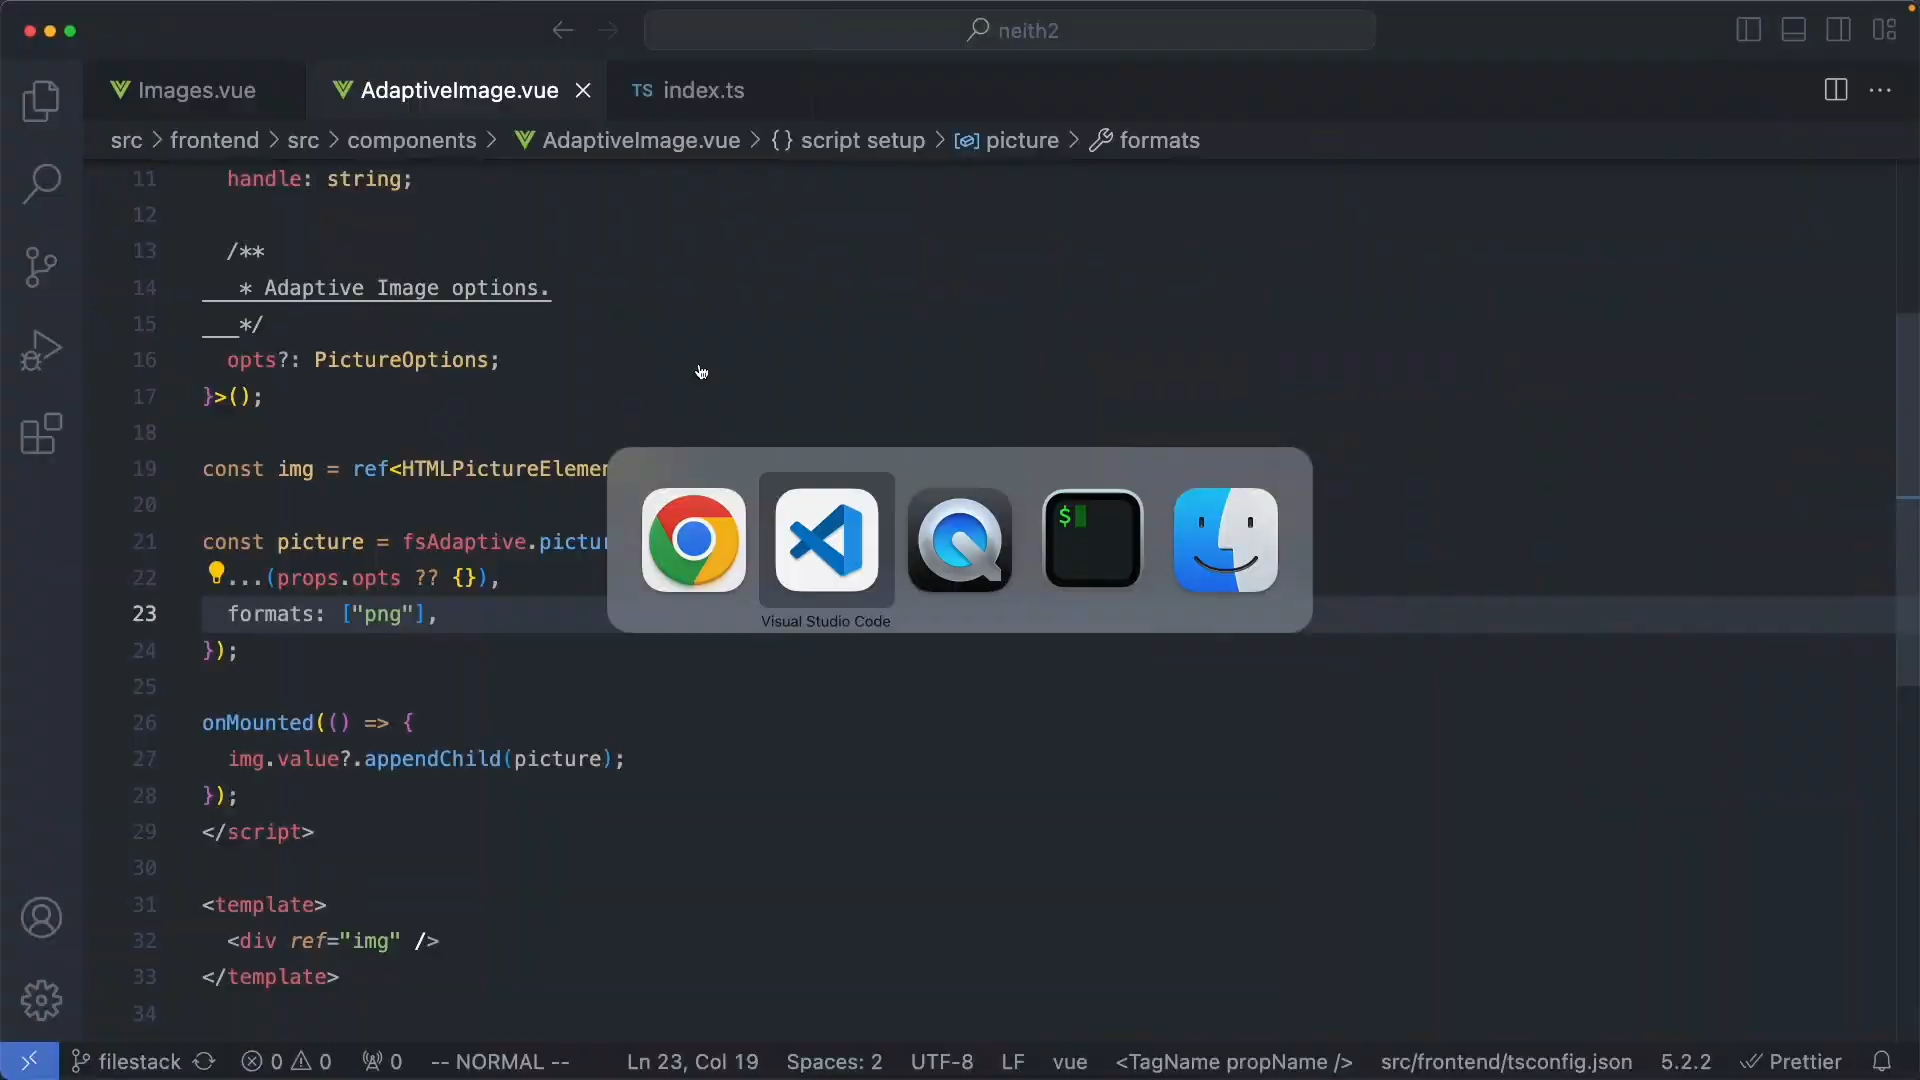 neith2
Images.vue
AdaptiveImage.vue
TS index.ts
src > frontend > src > components > AdaptiveImage.vue > {} script setup > picture > formats
11 handle: string;
12
13 /**
14 * Adaptive Image options.
15 */
16 opts?: PictureOptions;
17 }>();
18
19 const img = ref<HTMLPictureElemen
20
21 const picture = fsAdaptive.pictur
22 ...(props.opts ?? {}),
23 formats: ["png"],
24 });
25
26 onMounted(() => {
27 img.value?.appendChild(picture);
28 });
29 </script>
30
31 <template>
32 <div ref="img" />
33 </template>
34
$
Visual Studio Code
filestack 0 0 0 -- NORMAL -- Ln 23, Col 19 Spaces: 2 UTF-8 LF vue <TagName propName /> src/frontend/tsconfig.json 5.2.2 Prettier